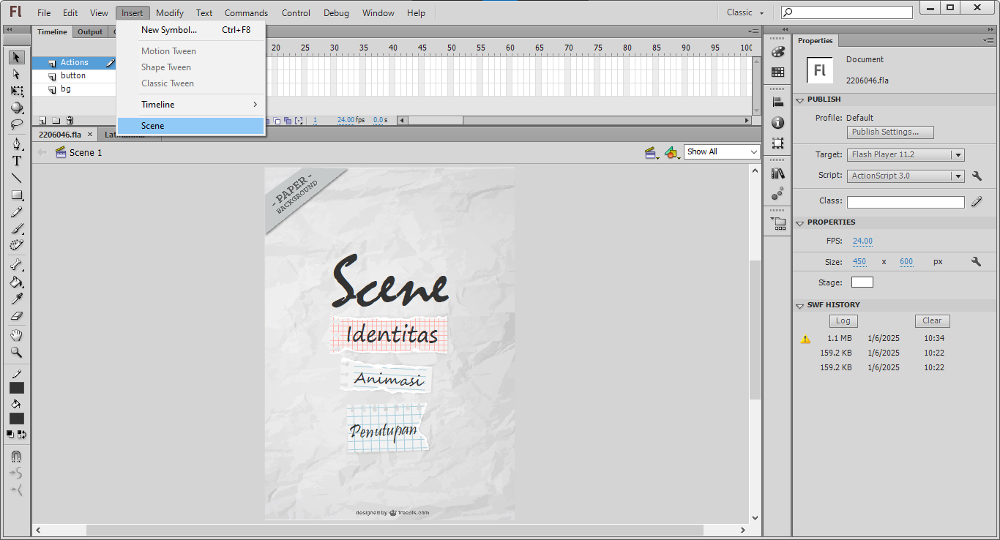 Fl File Edit View Insert Modify Text Commands Control Debug Window Help Classic
Timeline Output
New Symbol... Ctrl+F8
Motion Tween
Shape Tween
Classic Tween
Timeline
Scene
20 25 30 35 40 45 50 55 60 65 70 75 80 85 90 95 100
Actions
button
bg
1 24.00 fps 0.0 s
2206046.fla
Scene 1
Show All
- PAPER -
BACKGROUND
Scene
Identitas
Animasi
Penutupan
designed by freepik.com
Properties
Fl
Document
2206046.fla
PUBLISH
Profile: Default
Publish Settings...
Target: Flash Player 11.2
Script: ActionScript 3.0
Class:
PROPERTIES
FPS: 24.00
Size: 450 x 600 px
Stage:
SWF HISTORY
Log Clear
1.1 MB 1/6/2025 10:34
159.2 KB 1/6/2025 10:22
159.2 KB 1/6/2025 10:22